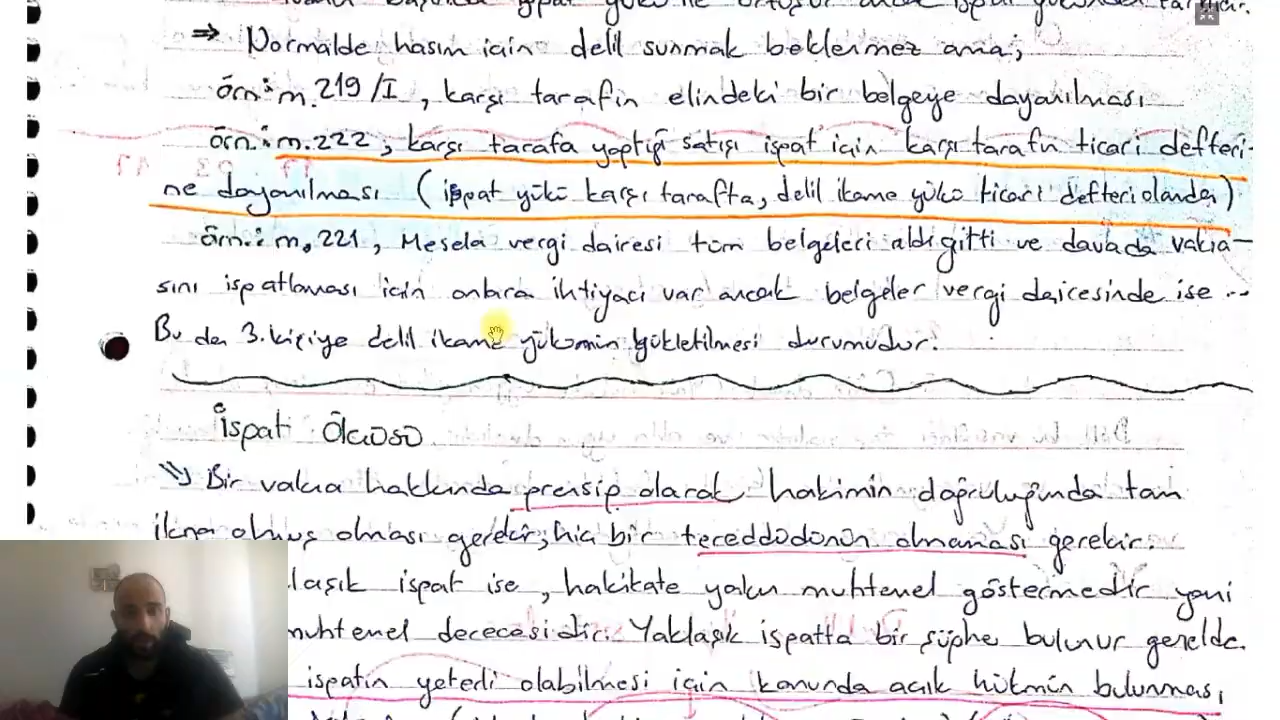 ⇒ Normalde hasım için delil sunmak beklenmez ama;
örn: m.219/I, karşı tarafın elindeki bir belgeye dayanılması
örn: m.222, karşı tarafa yaptığı satışı ispat için karşı tarafın ticari defteri-
ne dayanılması (ispat yükü karşı tarafta, delil ikame yükü ticari defteri olanda)
örn: m.221, Mesela vergi dairesi tüm belgeleri aldı gitti ve davada vakıa-
sını ispatlaması için onlara ihtiyacı var ancak belgeler vergi dairesinde ise...
Bu da 3. kişiye delil ikame yükünün yükletilmesi durumudur.
İspat Ölçüsü
Bir vakıa hakkında prensip olarak hakimin doğruluğunda tam
ikna olmuş olması gerekir; hiç bir tereddüdünün olmaması gerekir.
laşık ispat ise, hakikate yakın muhtemel göstermedir yani
muhtemel derecesidir. Yaklaşık ispatta bir şüphe bulunur genelde.
ispatın yeterli olabilmesi için kanunda açık hükmün bulunması,